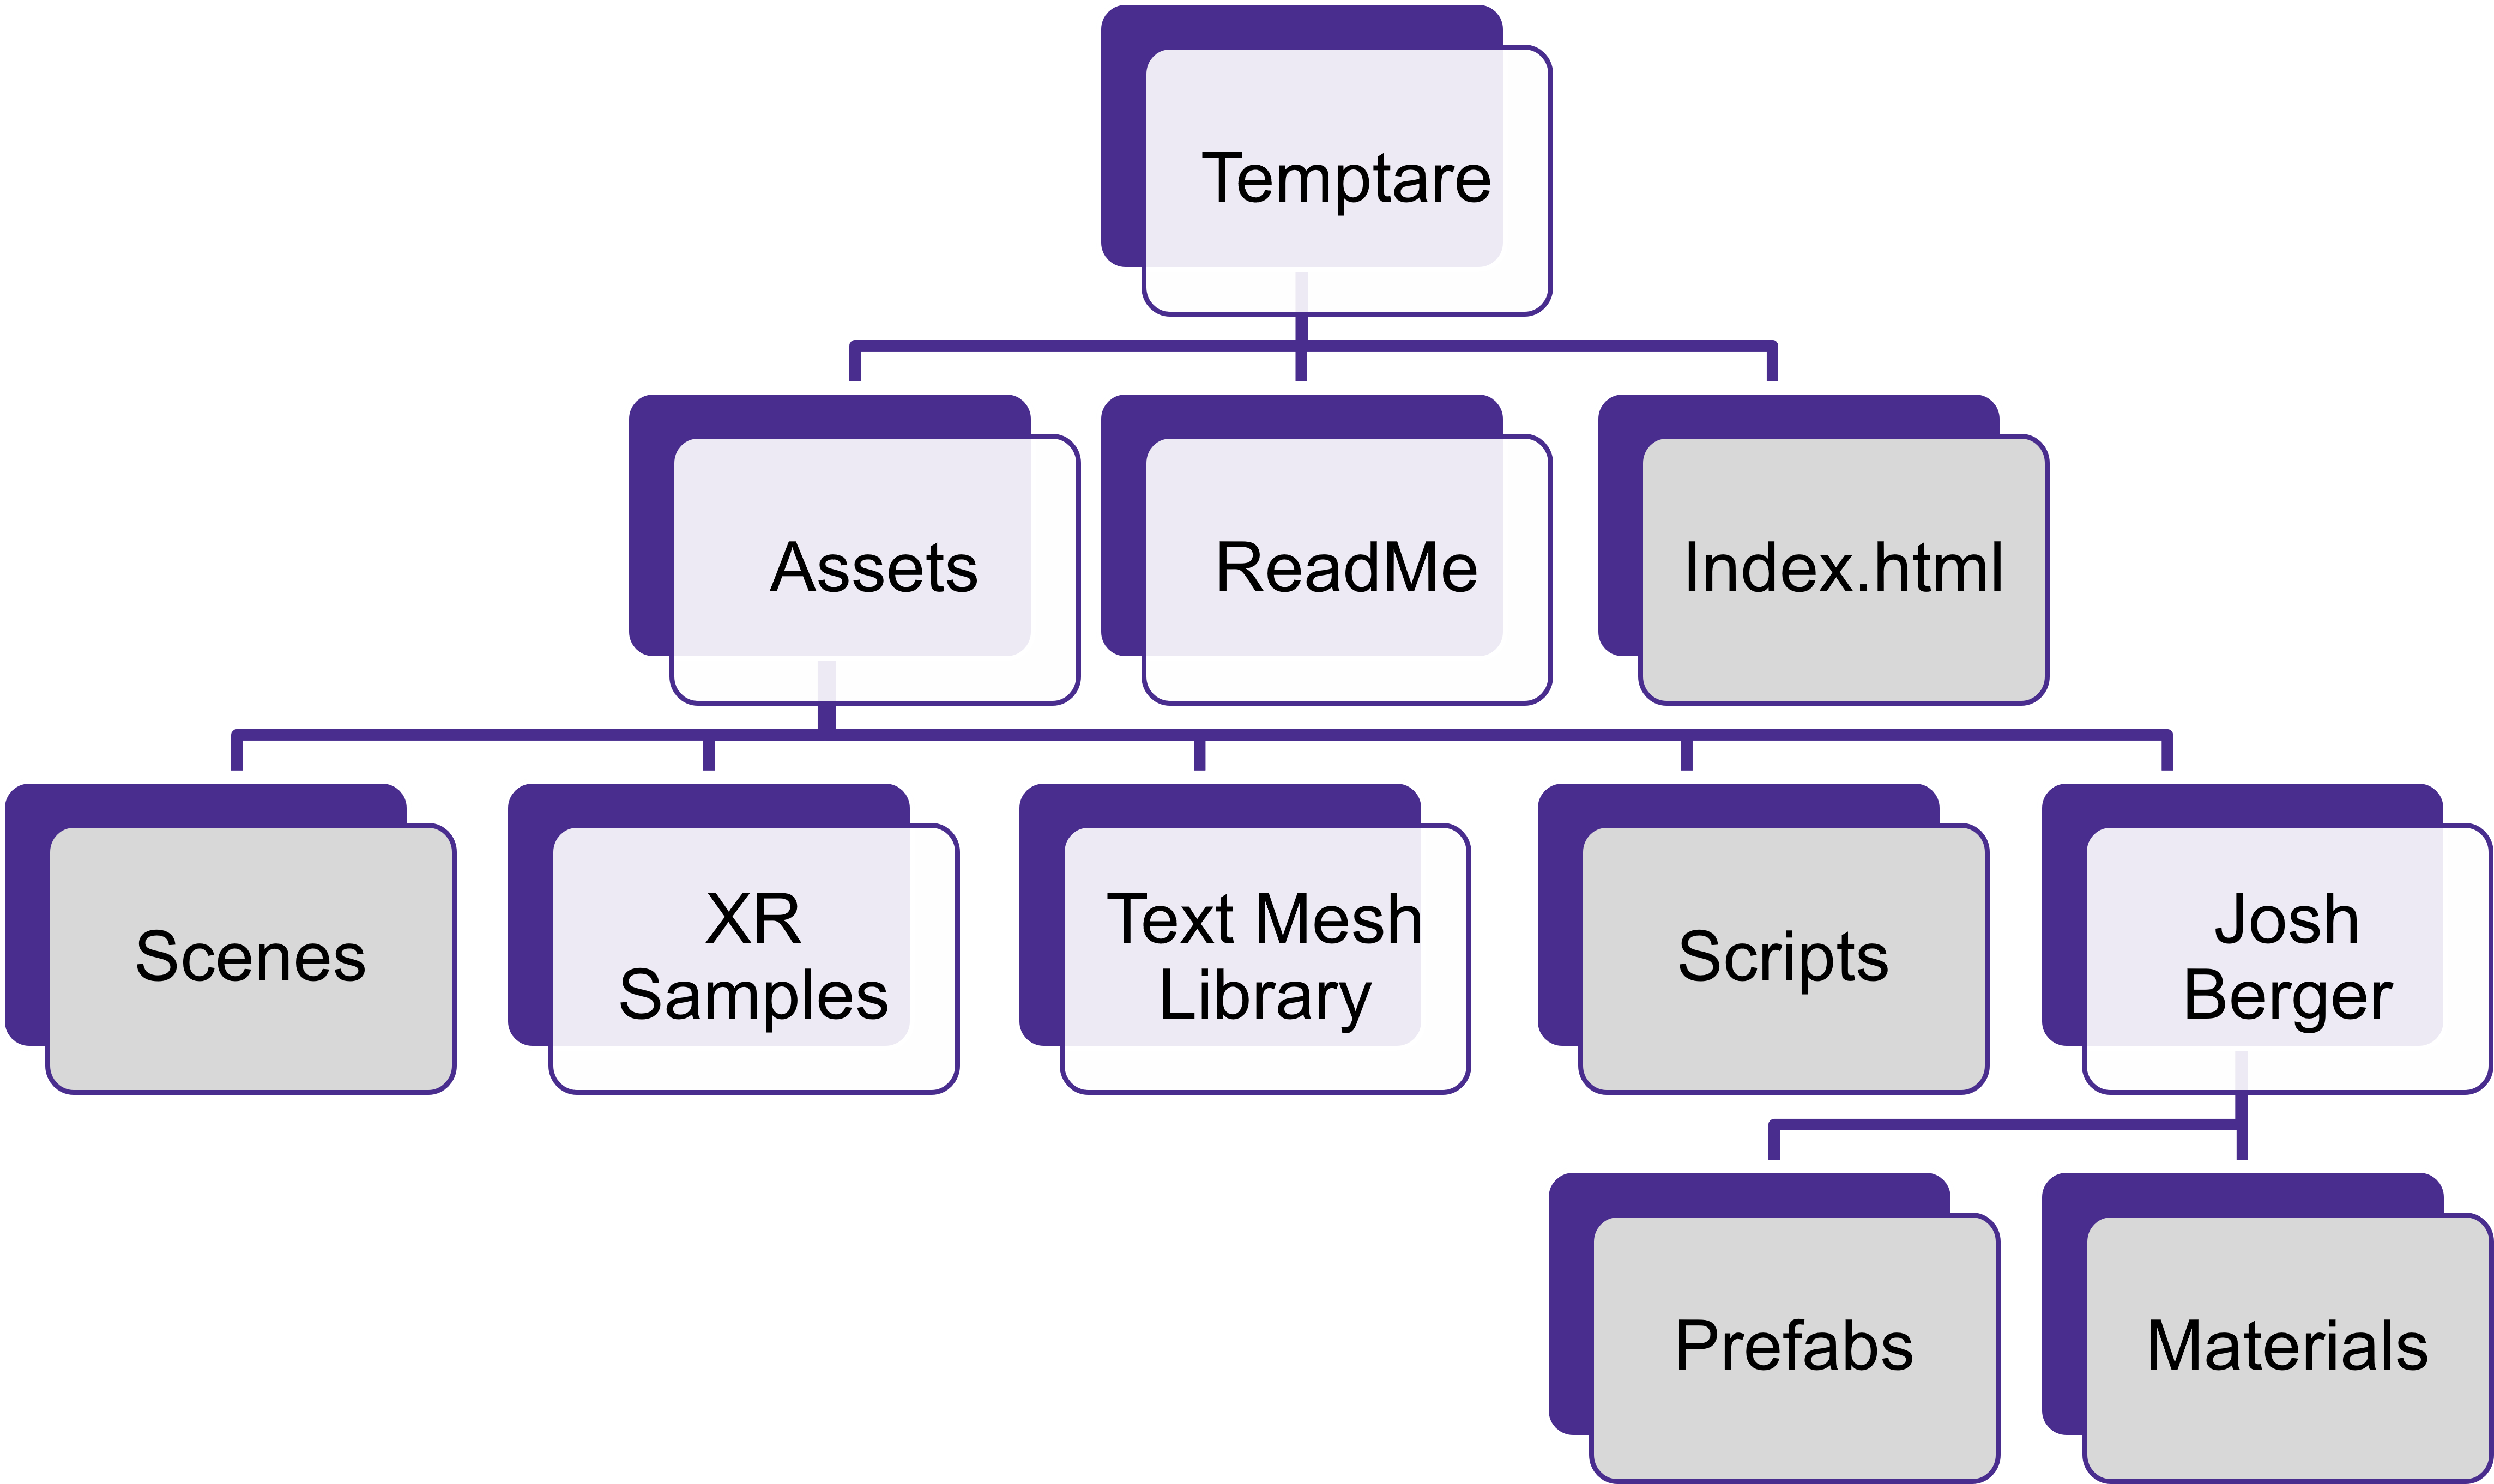 Temptare
Assets
ReadMe
Index.html
Scenes
XR
Samples
Text Mesh
Library
Scripts
Josh
Berger
Prefabs
Materials